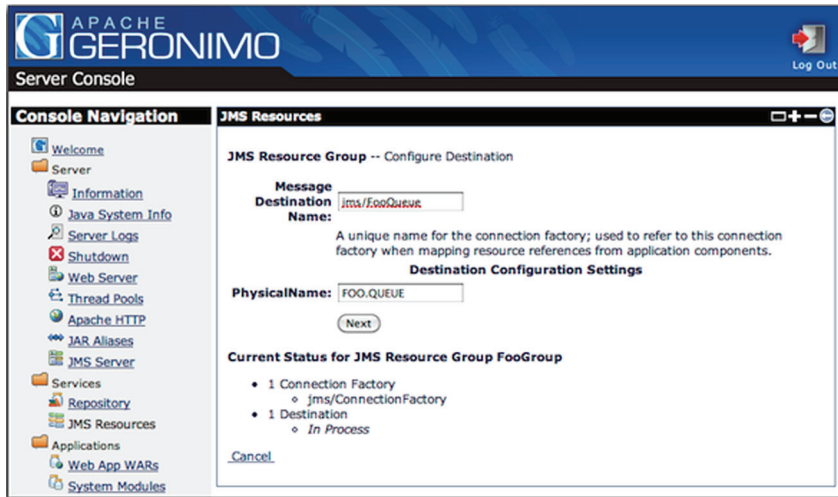 APACHE
GERONIMO
Log Out
Server Console
Console Navigation
Welcome
Server
Information
Java System Info
Server Logs
Shutdown
Web Server
Thread Pools
Apache HTTP
JAR Aliases
JMS Server
Services
Repository
JMS Resources
Applications
Web App WARs
System Modules
JMS Resources
JMS Resource Group -- Configure Destination
Message
Destination
Name:
jms/FooQueue
A unique name for the connection factory; used to refer to this connection
factory when mapping resource references from application components.
Destination Configuration Settings
PhysicalName: FOO.QUEUE
Next
Current Status for JMS Resource Group FooGroup
• 1 Connection Factory
jms/ConnectionFactory
• 1 Destination
In Process
Cancel